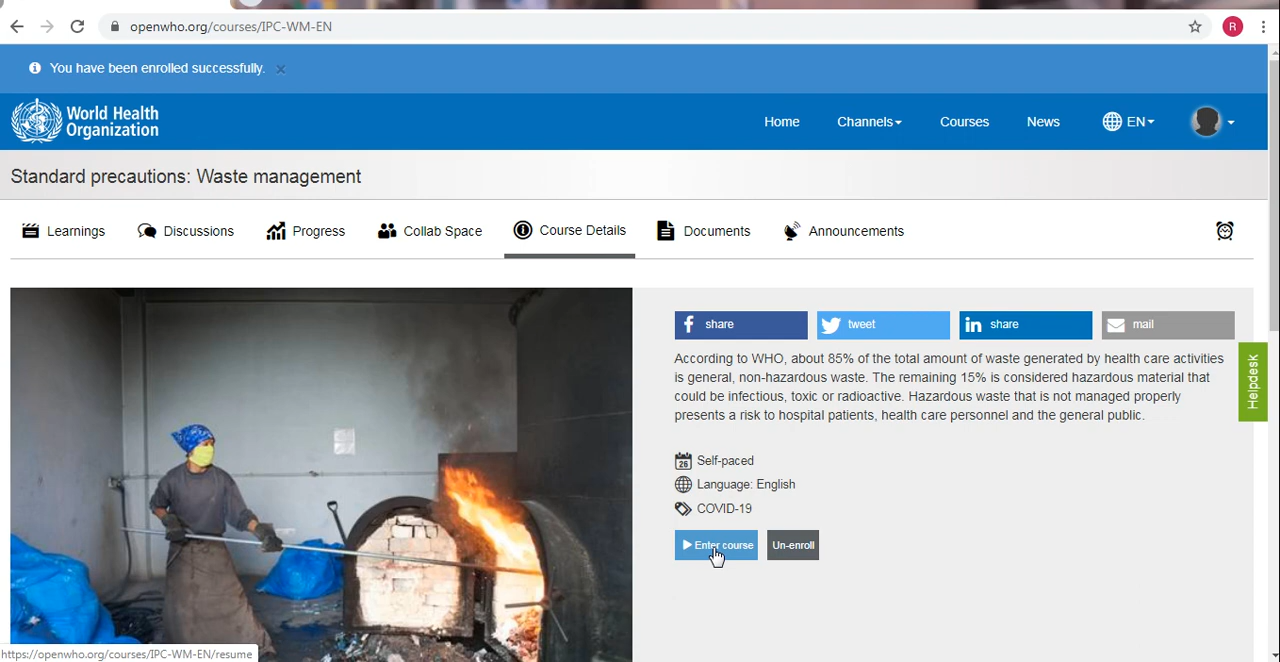 openwho.org/courses/IPC-WM-EN
R
You have been enrolled successfully. ×
World Health
Organization
Home Channels Courses News EN
Standard precautions: Waste management
Learnings Discussions Progress Collab Space Course Details Documents Announcements
share tweet share mail
According to WHO, about 85% of the total amount of waste generated by health care activities
is general, non-hazardous waste. The remaining 15% is considered hazardous material that
could be infectious, toxic or radioactive. Hazardous waste that is not managed properly
presents a risk to hospital patients, health care personnel and the general public.
Helpdesk
26 Self-paced
Language: English
COVID-19
Enter course Un-enroll
https://openwho.org/courses/IPC-WM-EN/resume